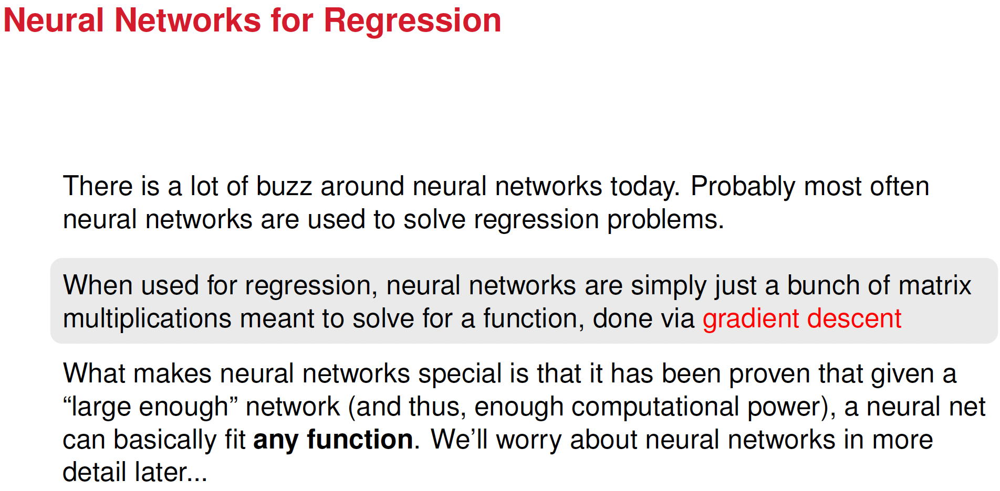 Neural Networks for Regression
There is a lot of buzz around neural networks today. Probably most often
neural networks are used to solve regression problems.
When used for regression, neural networks are simply just a bunch of matrix
multiplications meant to solve for a function, done via gradient descent
What makes neural networks special is that it has been proven that given a
“large enough” network (and thus, enough computational power), a neural net
can basically fit any function. We’ll worry about neural networks in more
detail later...